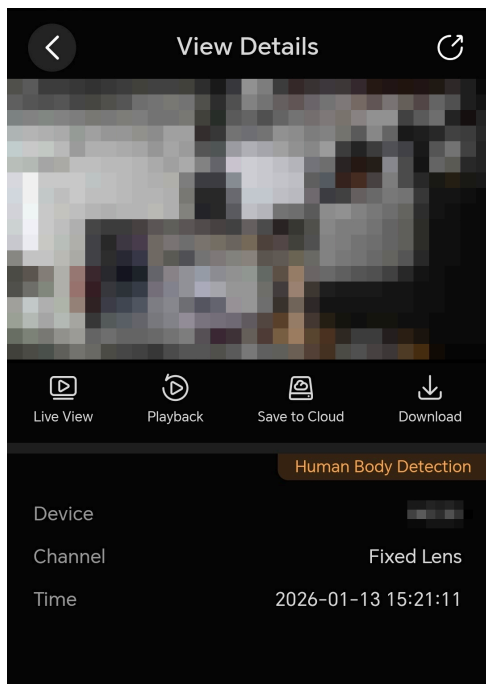 View Details
Live View Playback Save to Cloud Download
Human Body Detection
Device
Channel Fixed Lens
Time 2026-01-13 15:21:11